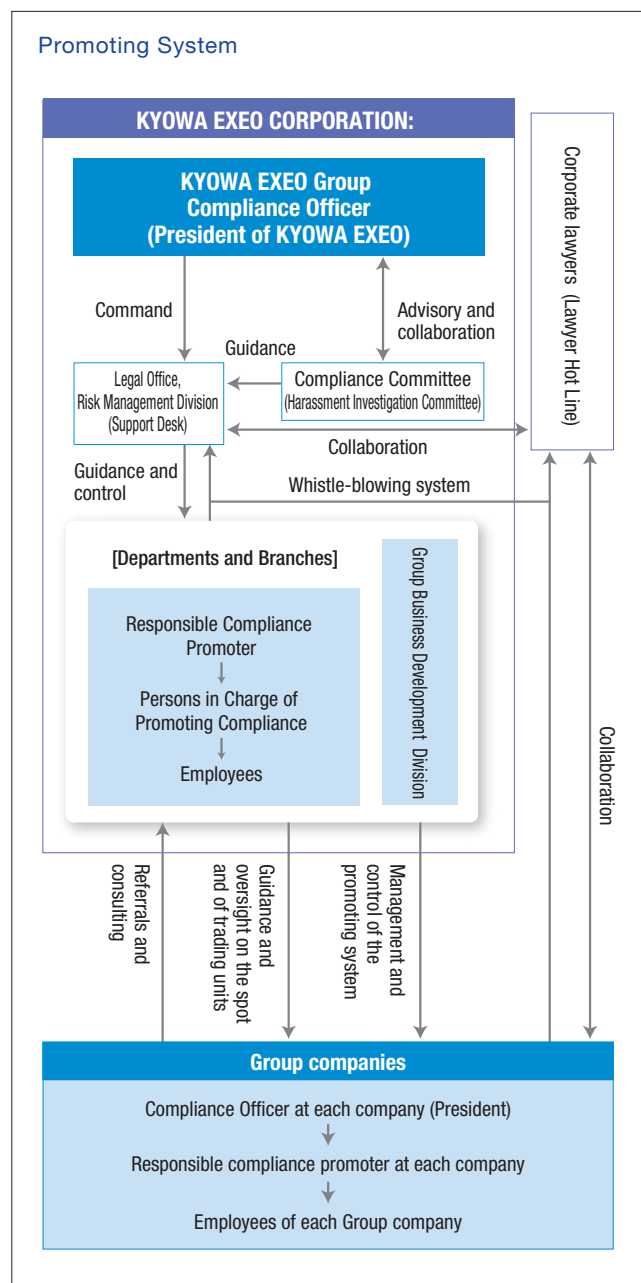 Promoting System
KYOWA EXEO CORPORATION:
KYOWA EXEO Group
Compliance Officer
(President of KYOWA EXEO)
Corporate lawyers (Lawyer Hot Line)
Command
Advisory and
collaboration
Guidance
Legal Office,
Risk Management Division
(Support Desk)
Compliance Committee
(Harassment Investigation Committee)
Collaboration
Guidance and
control
Whistle-blowing system
[Departments and Branches]
Responsible Compliance
Promoter
Persons in Charge of
Promoting Compliance
Employees
Group Business Development Division
Collaboration
Referrals and
consulting
Guidance and
oversight on the spot
and of trading units
Management and
control of the
promoting system
Group companies
Compliance Officer at each company (President)
Responsible compliance promoter at each company
Employees of each Group company